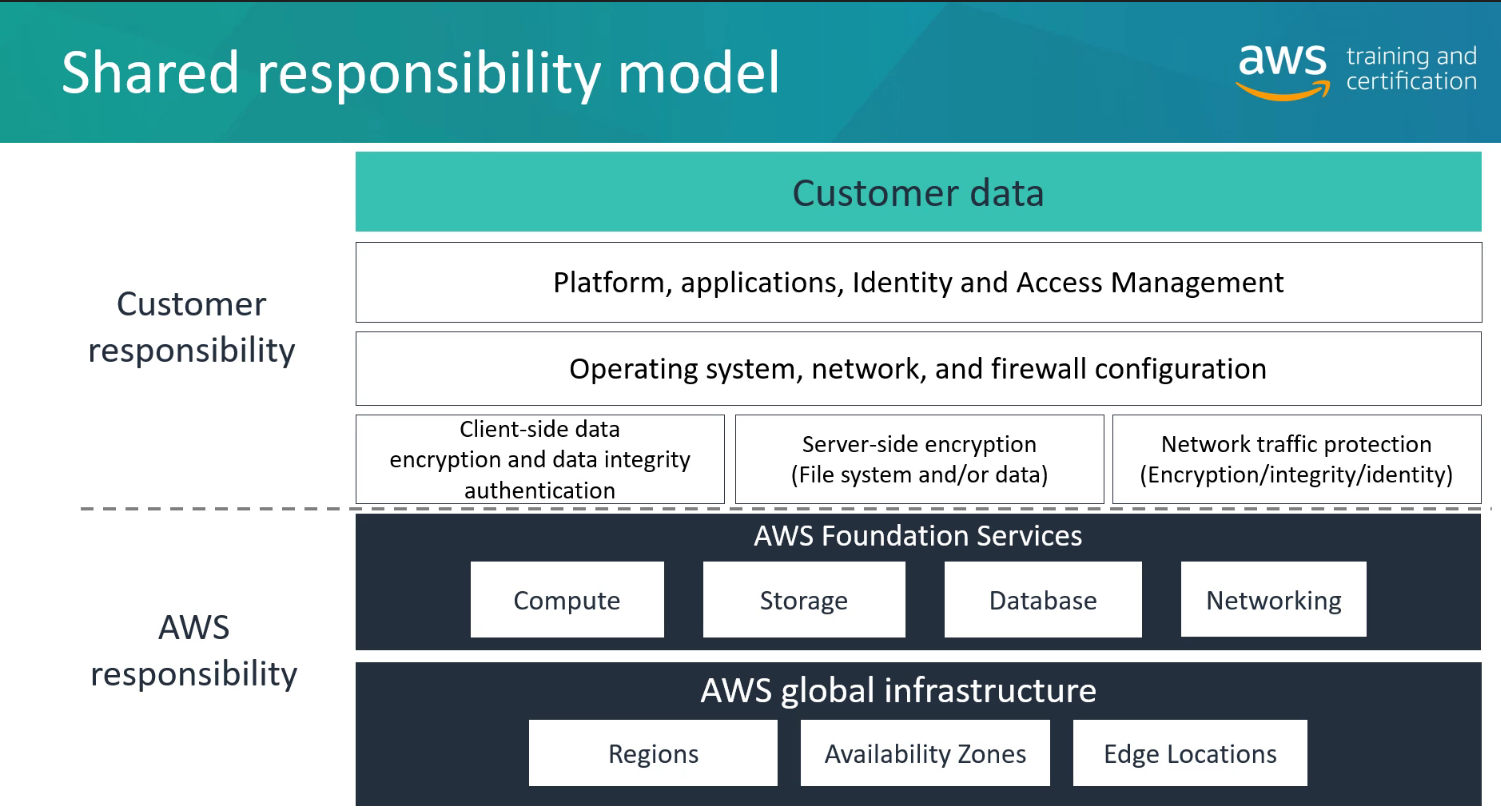 Shared responsibility model
aws
training and
certification
Customer data
Customer
responsibility
Platform, applications, Identity and Access Management
Operating system, network, and firewall configuration
Client-side data
encryption and data integrity
authentication
Server-side encryption
(File system and/or data)
Network traffic protection
(Encryption/integrity/identity)
AWS
responsibility
AWS Foundation Services
Compute
Storage
Database
Networking
AWS global infrastructure
Regions
Availability Zones
Edge Locations